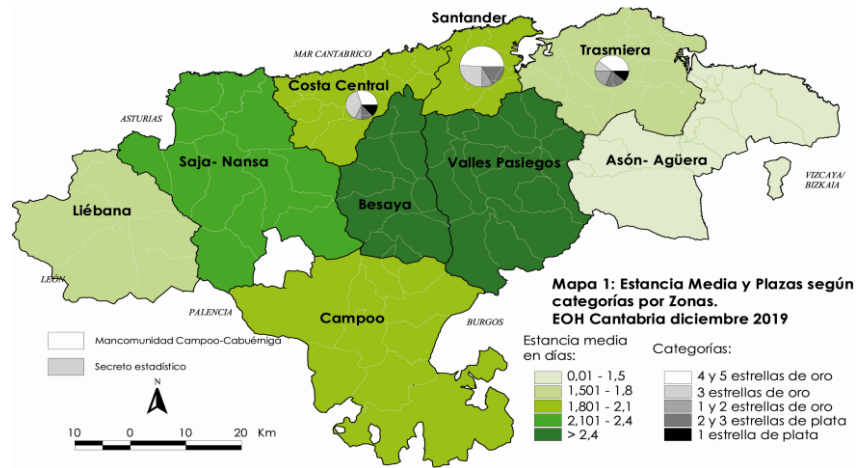 Santander
MAR CANTABRICO
Trasmiera
Costa Central
ASTURIAS
Saja- Nansa
Valles Pasiegos
Asón- Agüera
VIZCAYA/
BIZKAIA
Besaya
Liébana
LEÓN
PALENCIA
Campoo
BURGOS
Mapa 1: Estancia Media y Plazas según
categorías por Zonas.
EOH Cantabria diciembre 2019
Mancomunidad Campoo-Cabuérniga
Secreto estadístico
N
10 0 10 20 Km
Estancia media
en días:
0,01 - 1,5
1,501 - 1,8
1,801 - 2,1
2,101 - 2,4
> 2,4
Categorías:
4 y 5 estrellas de oro
3 estrellas de oro
1 y 2 estrellas de oro
2 y 3 estrellas de plata
1 estrella de plata